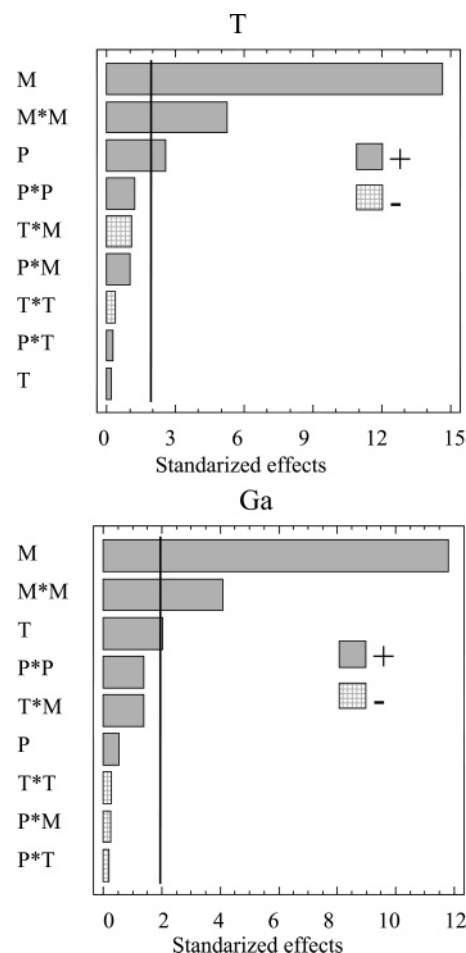 T
M
M*M
P
P*P
T*M
P*M
T*T
P*T
T
+
-
0 3 6 9 12 15
Standarized effects
Ga
M
M*M
T
P*P
T*M
P
T*T
P*M
P*T
+
-
0 2 4 6 8 10 12
Standarized effects